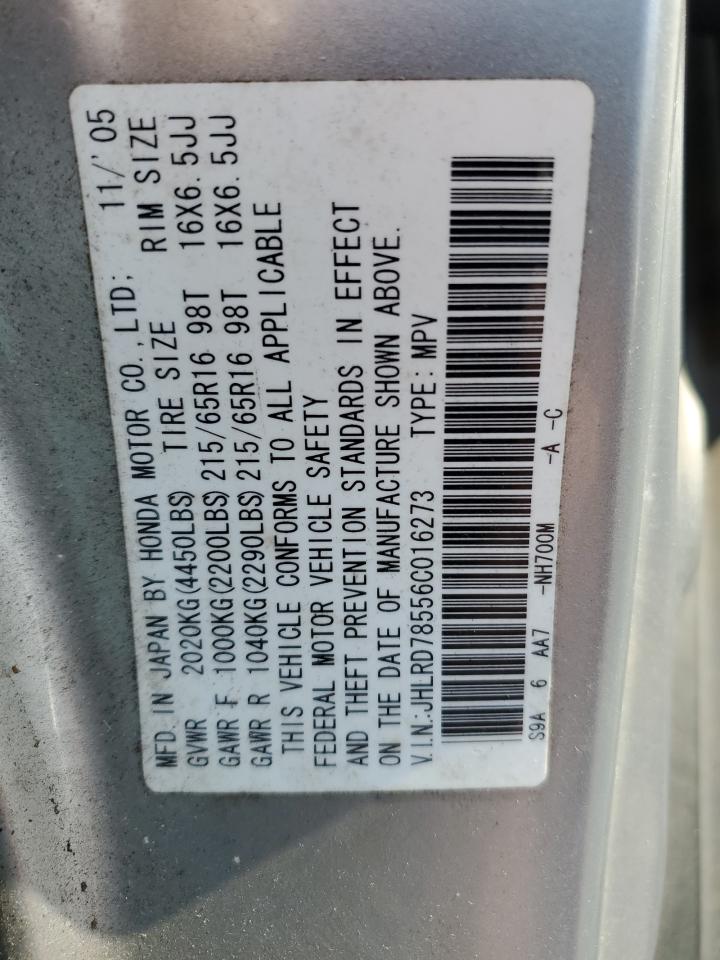 MFD. IN JAPAN BY HONDA MOTOR CO.,LTD; 11/'05
GVWR 2020KG(4450LBS) TIRE SIZE RIM SIZE
GAWR F 1000KG(2200LBS) 215/65R16 98T 16X6.5JJ
GAWR R 1040KG(2290LBS) 215/65R16 98T 16X6.5JJ
THIS VEHICLE CONFORMS TO ALL APPLICABLE
FEDERAL MOTOR VEHICLE SAFETY
AND THEFT PREVENTION STANDARDS IN EFFECT
ON THE DATE OF MANUFACTURE SHOWN ABOVE.
V.I.N.:JHLRD78556C016273 TYPE:MPV
S9A 6 AA7 -NH700M -A -C